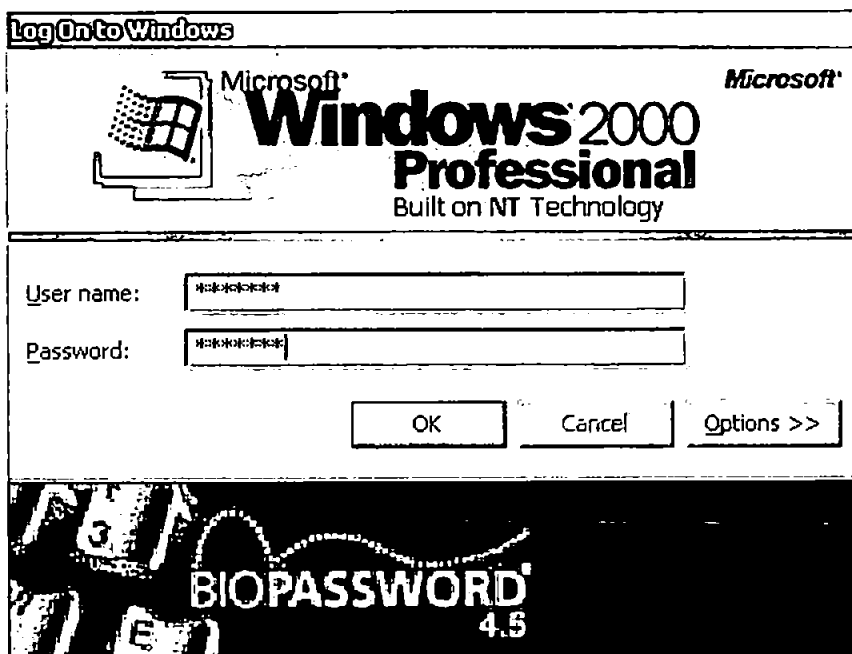 Log On to Windows
Microsoft®
Microsoft®
Windows® 2000
Professional
Built on NT Technology
User name: ********
Password: ********
OK Cancel Options >>
3
E
BIOPASSWORD®
4.5